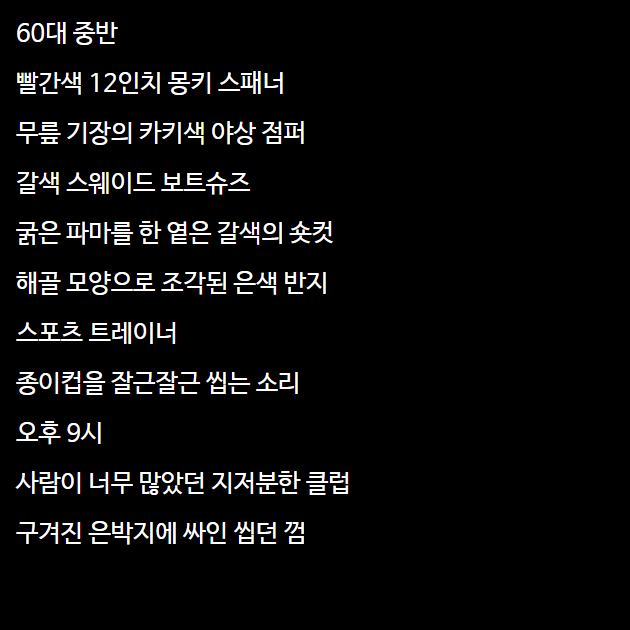 60대 중반
빨간색 12인치 몽키 스패너
무릎 기장의 카키색 야상 점퍼
갈색 스웨이드 보트슈즈
굵은 파마를 한 옅은 갈색의 숏컷
해골 모양으로 조각된 은색 반지
스포츠 트레이너
종이컵을 잘근잘근 씹는 소리
오후 9시
사람이 너무 많았던 지저분한 클럽
구겨진 은박지에 싸인 씹던 껌